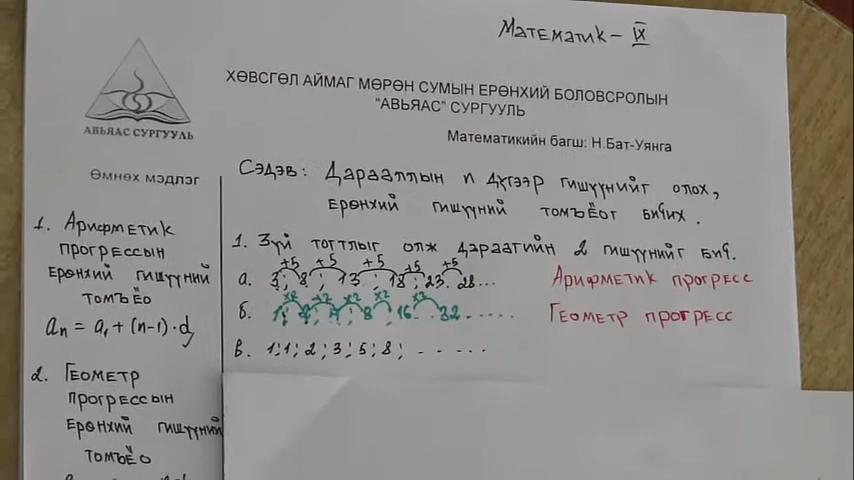 Математик - IX
ХӨВСГӨЛ АЙМАГ МӨРӨН СУМЫН ЕРӨНХИЙ БОЛОВСРОЛЫН
"АВЬЯАС" СУРГУУЛЬ
Математикийн багш: Н.Бат-Уянга
АВЬЯАС СУРГУУЛЬ
Өмнөх мэдлэг
1. Арифметик
прогрессын
ерөнхий гишүүний
томъёо
aₙ = a₁ + (n-1)·d
2. Геометр
прогрессын
ерөнхий гишүүний
томъёо
Сэдэв: Дарааллын n дүгээр гишүүнийг олох,
ерөнхий гишүүний томъёог бичих.
1. Зүй тогтлыг олж дараагийн 2 гишүүнийг бич.
+5 +5 +5 +5 +5
а. 3; 8; 13; 18; 23. 28... Арифметик прогресс
x2 x2 x2 x2 x2
б. 1; 2; 4; 8; 16 32...... Геометр прогресс
в. 1; 1; 2; 3; 5; 8; ......